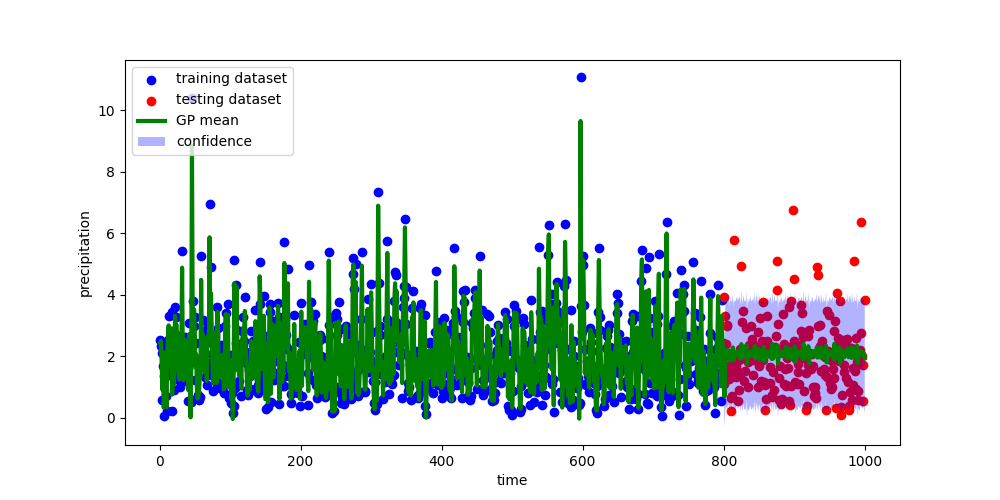 training dataset
testing dataset
GP mean
confidence
10
8
6
4
2
0
precipitation
0 200 400 600 800 1000
time